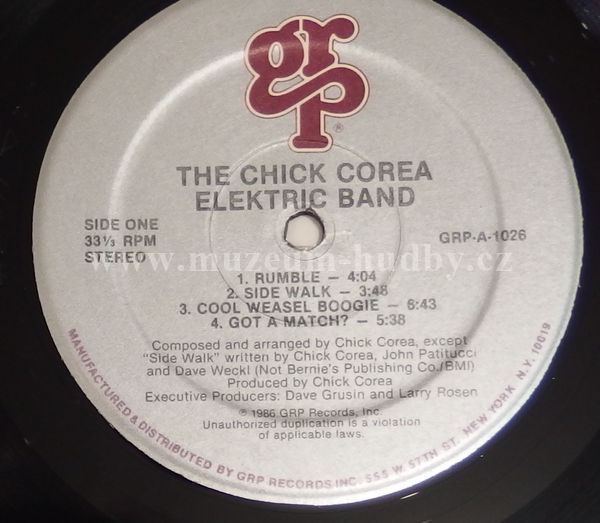 grp
®
THE CHICK COREA
ELEKTRIC BAND
SIDE ONE
33⅓ RPM
STEREO
GRP-A-1026
www.muzeum-hudby.cz
1. RUMBLE – 4:04
2. SIDE WALK – 3:48
3. COOL WEASEL BOOGIE – 6:43
4. GOT A MATCH? – 5:38
Composed and arranged by Chick Corea, except
“Side Walk” written by Chick Corea, John Patitucci
and Dave Weckl (Not Bernie's Publishing Co./BMI)
Produced by Chick Corea
Executive Producers: Dave Grusin and Larry Rosen
℗ 1986 GRP Records, Inc.
Unauthorized duplication is a violation
of applicable laws.
MANUFACTURED & DISTRIBUTED BY GRP RECORDS INC. 555 W. 57TH ST. NEW YORK N.Y. 10019